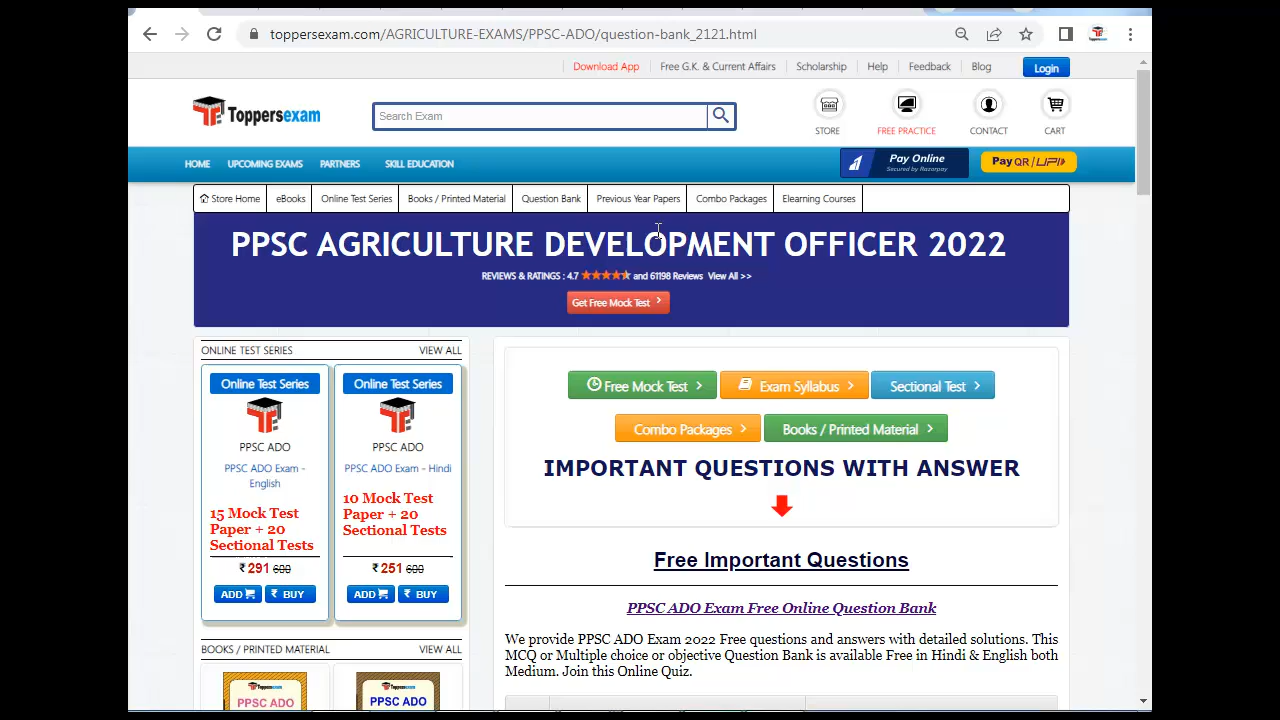 toppersexam.com/AGRICULTURE-EXAMS/PPSC-ADO/question-bank_2121.html
Download App Free G.K. & Current Affairs Scholarship Help Feedback Blog Login
Toppersexam
Search Exam
STORE FREE PRACTICE CONTACT CART
HOME UPCOMING EXAMS PARTNERS SKILL EDUCATION
Pay Online
Secured by Razorpay
Pay QR / UPI
Store Home eBooks Online Test Series Books / Printed Material Question Bank Previous Year Papers Combo Packages Elearning Courses
PPSC AGRICULTURE DEVELOPMENT OFFICER 2022
REVIEWS & RATINGS : 4.7 and 61198 Reviews View All >>
Get Free Mock Test
ONLINE TEST SERIES VIEW ALL
Online Test Series
PPSC ADO
PPSC ADO Exam - English
15 Mock Test
Paper + 20
Sectional Tests
₹ 291 600
ADD ₹ BUY
Online Test Series
PPSC ADO
PPSC ADO Exam - Hindi
10 Mock Test
Paper + 20
Sectional Tests
₹ 251 600
ADD ₹ BUY
BOOKS / PRINTED MATERIAL VIEW ALL
Toppersexam
PPSC ADO
Toppersexam
PPSC ADO
Free Mock Test Exam Syllabus Sectional Test
Combo Packages Books / Printed Material
IMPORTANT QUESTIONS WITH ANSWER
Free Important Questions
PPSC ADO Exam Free Online Question Bank
We provide PPSC ADO Exam 2022 Free questions and answers with detailed solutions. This
MCQ or Multiple choice or objective Question Bank is available Free in Hindi & English both
Medium. Join this Online Quiz.